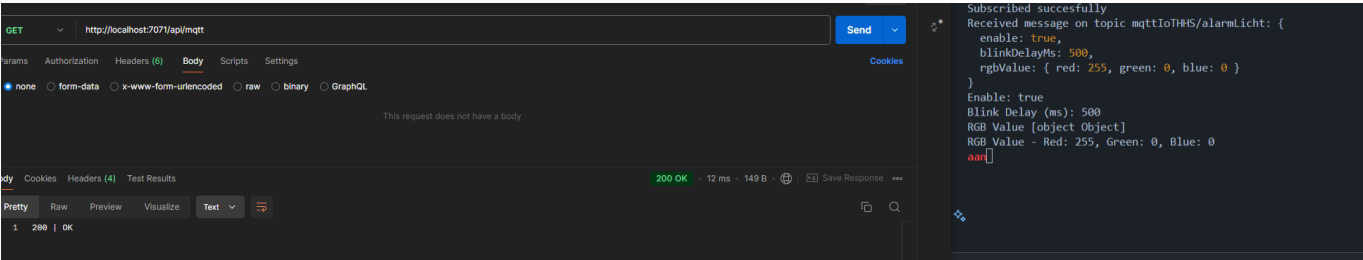 GET http://localhost:7071/api/mqtt Send
Params Authorization Headers (6) Body Scripts Settings Cookies
none form-data x-www-form-urlencoded raw binary GraphQL
This request does not have a body
Body Cookies Headers (4) Test Results 200 OK 12 ms 149 B Save Response
Pretty Raw Preview Visualize Text
1 200 | OK
Subscribed succesfully
Received message on topic mqttIoTHHS/alarmLicht: {
enable: true,
blinkDelayMs: 500,
rgbValue: { red: 255, green: 0, blue: 0 }
}
Enable: true
Blink Delay (ms): 500
RGB Value [object Object]
RGB Value - Red: 255, Green: 0, Blue: 0
aan